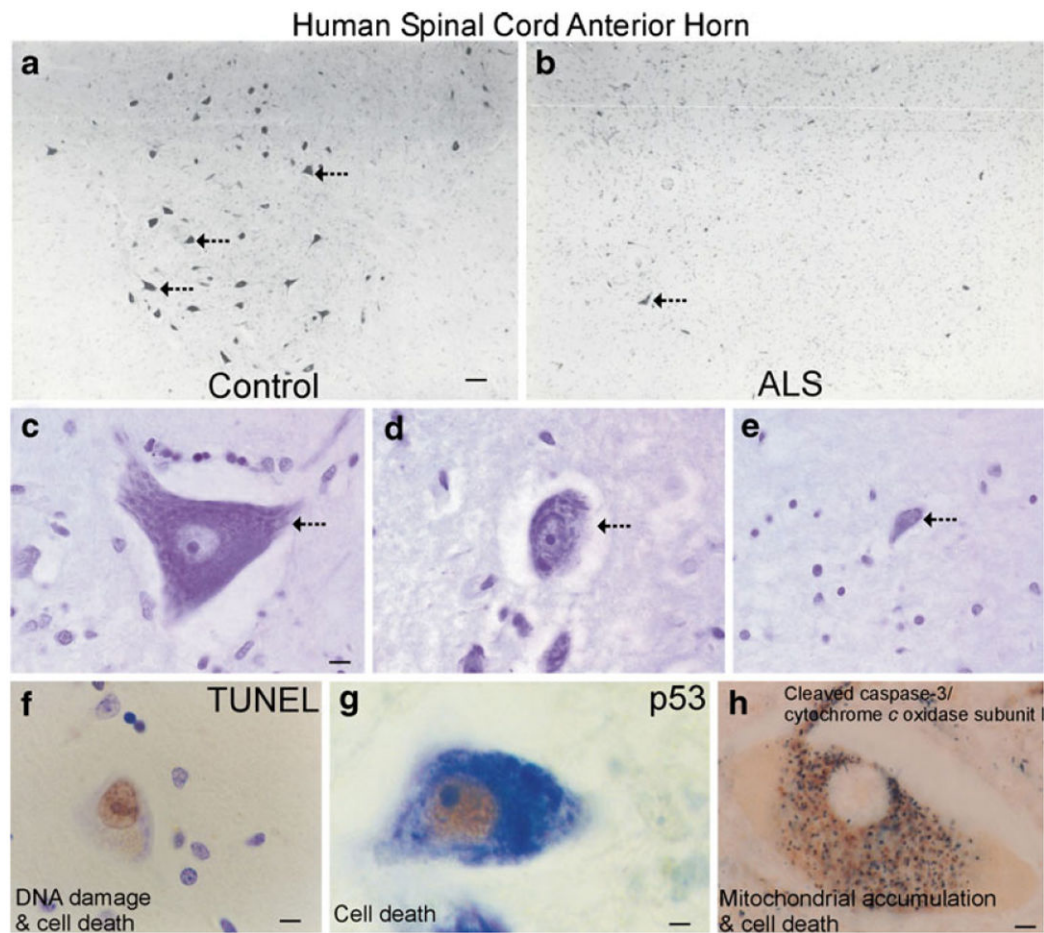 Human Spinal Cord Anterior Horn
a
b
Control
ALS
c
d
e
f
TUNEL
g
p53
h
Cleaved caspase-3/
cytochrome c oxidase subunit I
DNA damage
& cell death
Cell death
Mitochondrial accumulation
& cell death